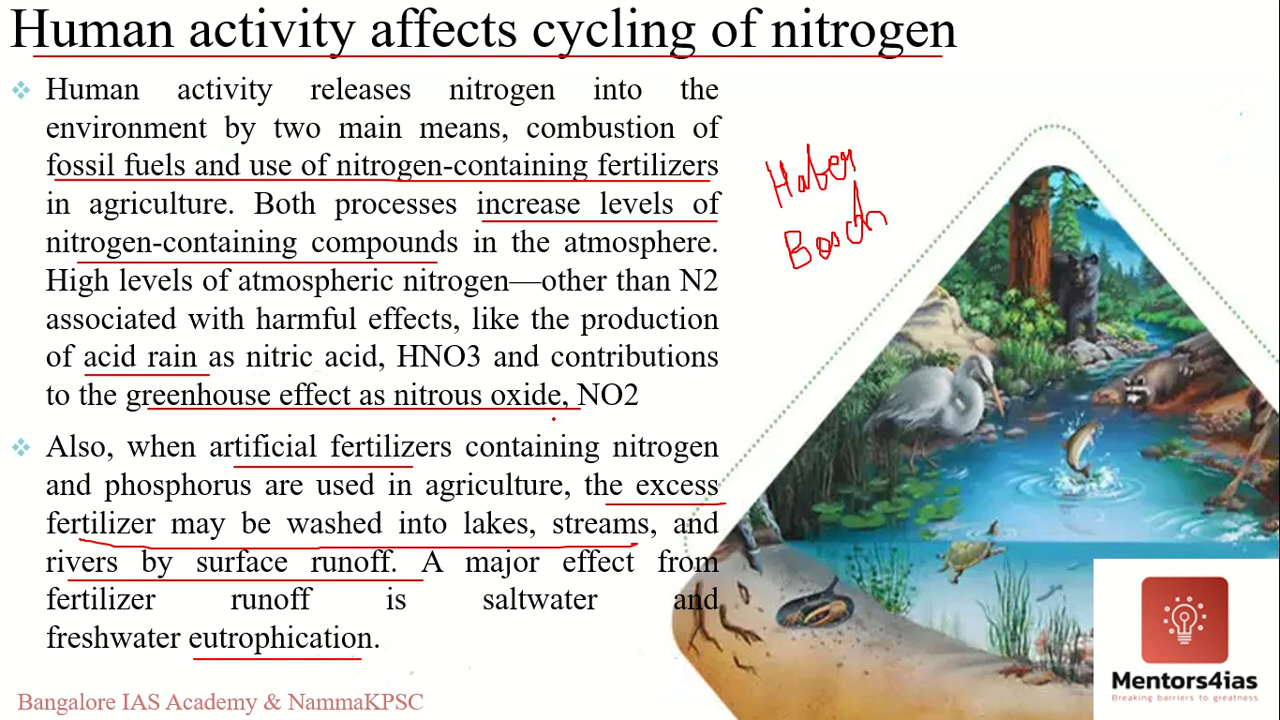 Human activity affects cycling of nitrogen
Human activity releases nitrogen into the
environment by two main means, combustion of
fossil fuels and use of nitrogen-containing fertilizers
in agriculture. Both processes increase levels of
nitrogen-containing compounds in the atmosphere.
High levels of atmospheric nitrogen—other than N2
associated with harmful effects, like the production
of acid rain as nitric acid, HNO3 and contributions
to the greenhouse effect as nitrous oxide, NO2
Also, when artificial fertilizers containing nitrogen
and phosphorus are used in agriculture, the excess
fertilizer may be washed into lakes, streams, and
rivers by surface runoff. A major effect from
fertilizer runoff is saltwater and
freshwater eutrophication.
Haber
Bosch
Mentors4ias
Breaking barriers to greatness
Bangalore IAS Academy & NammaKPSC